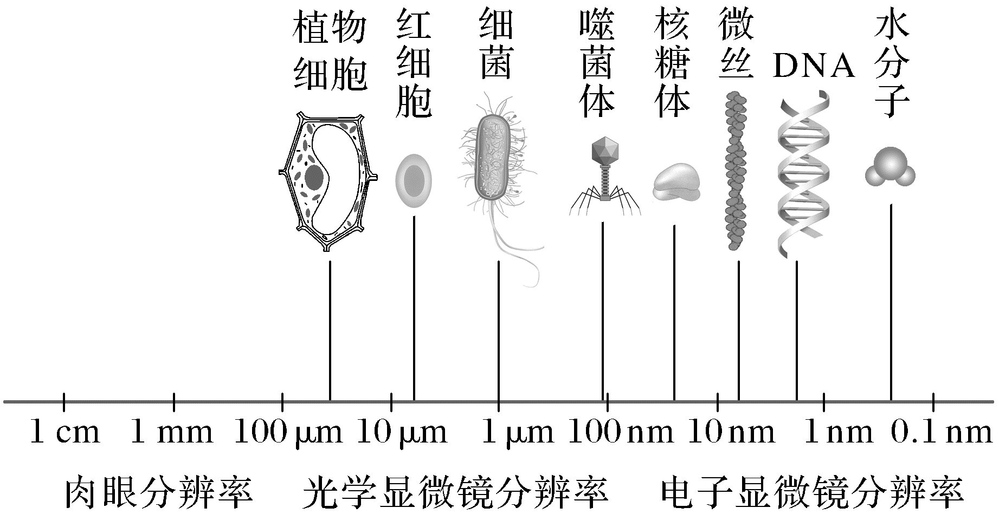 植物细胞
红细胞
细菌
噬菌体
核糖体
微丝
DNA
水分子
1 cm
1 mm
100 μm
10 μm
1 μm
100 nm
10 nm
1 nm
0.1 nm
肉眼分辨率
光学显微镜分辨率
电子显微镜分辨率